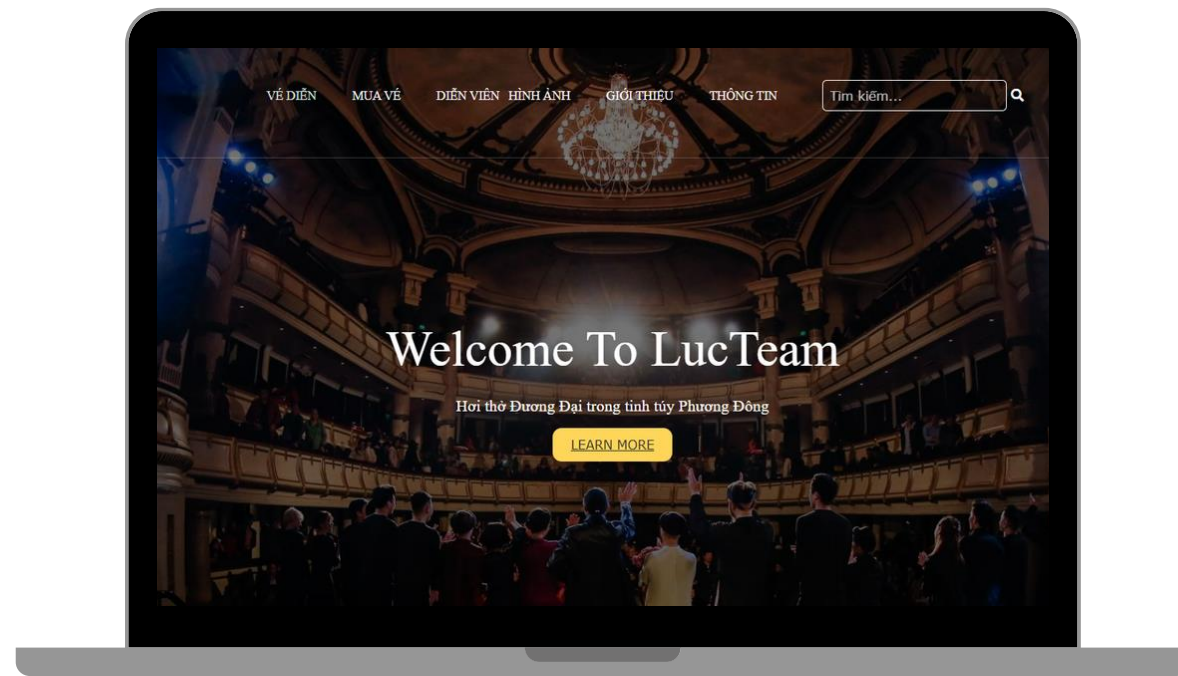 VÉ DIỄN MUA VÉ DIỄN VIÊN HÌNH ẢNH GIỚI THIỆU THÔNG TIN Tìm kiếm...
Welcome To LucTeam
Hơi thở Đương Đại trong tinh túy Phương Đông
LEARN MORE